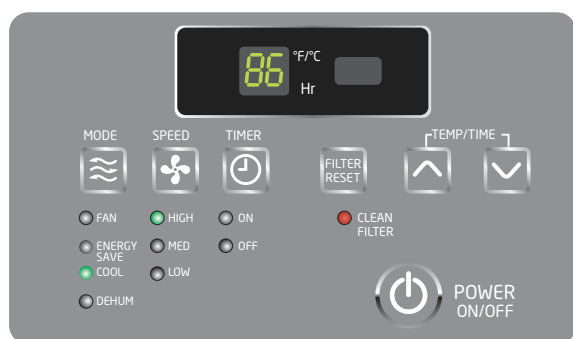 86
°F/°C
Hr
MODE
SPEED
TIMER
TEMP/TIME
FILTER
RESET
FAN
HIGH
ON
CLEAN
FILTER
ENERGY
SAVE
MED
OFF
COOL
LOW
DEHUM
POWER
ON/OFF